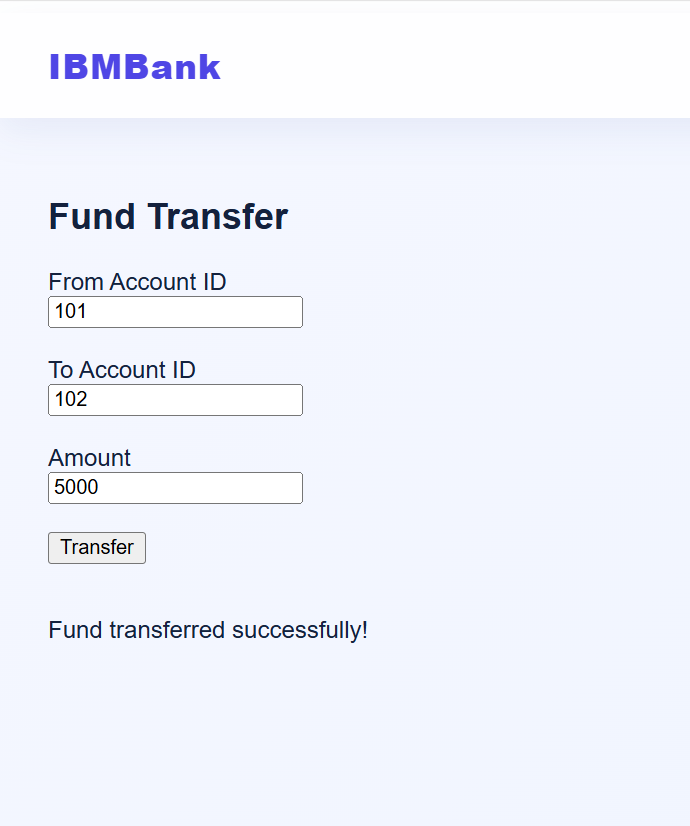 IBMBank
Fund Transfer
From Account ID
101
To Account ID
102
Amount
5000
Transfer
Fund transferred successfully!